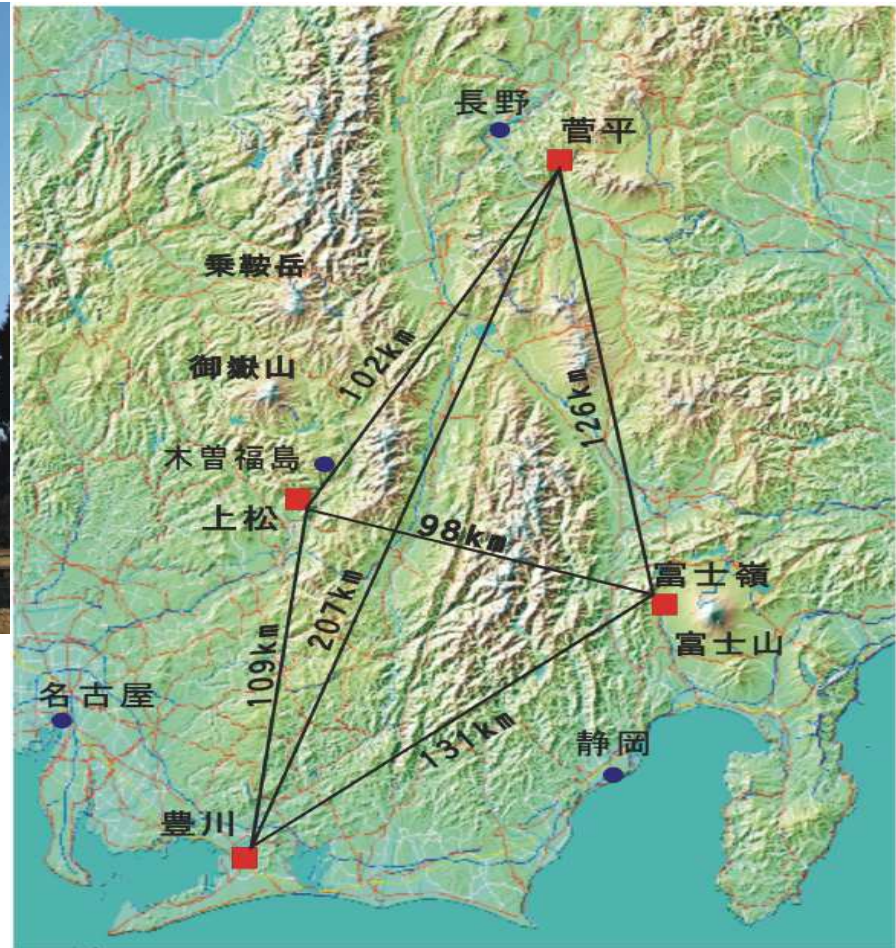 長野
菅平
乗鞍岳
102km
御嶽山
126km
木曽福島
上松
98km
富士嶺
207km
109km
富士山
名古屋
131km
静岡
豊川